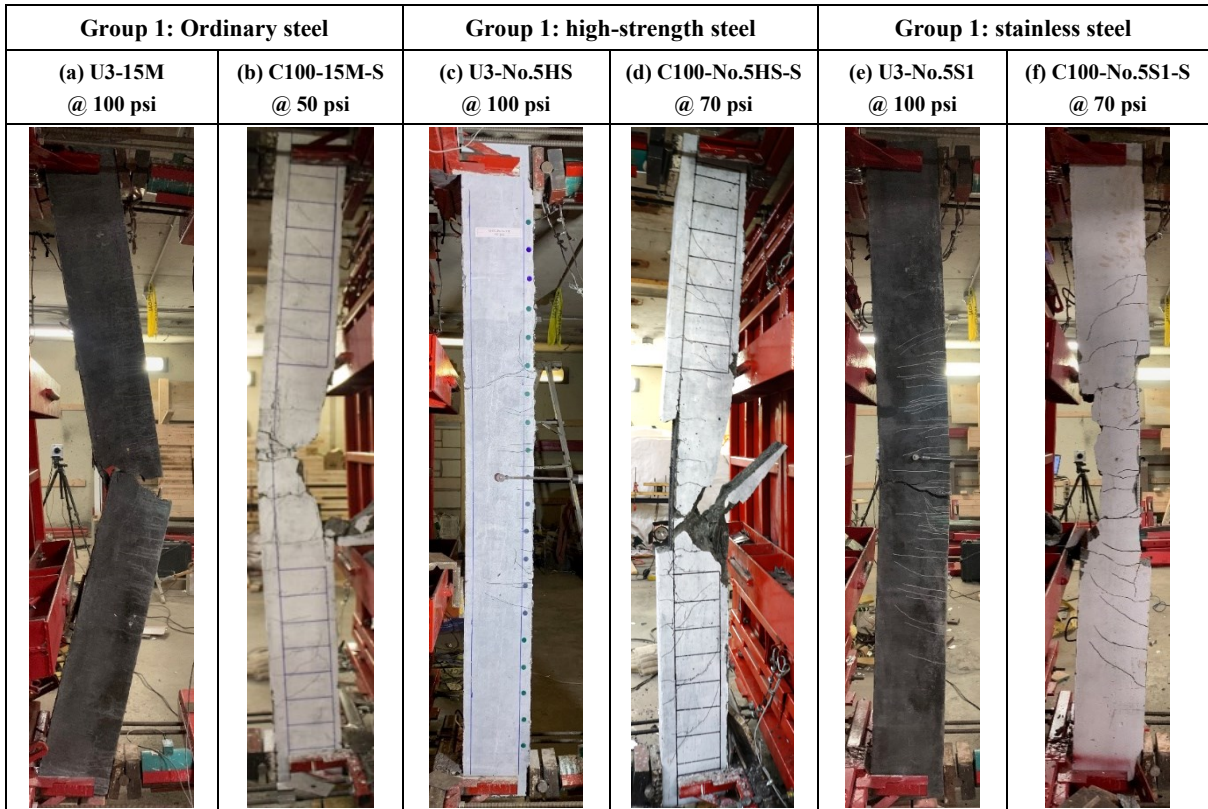 Group 1: Ordinary steel
Group 1: high-strength steel
Group 1: stainless steel
(a) U3-15M
@ 100 psi
(b) C100-15M-S
@ 50 psi
(c) U3-No.5HS
@ 100 psi
(d) C100-No.5HS-S
@ 70 psi
(e) U3-No.5S1
@ 100 psi
(f) C100-No.5S1-S
@ 70 psi